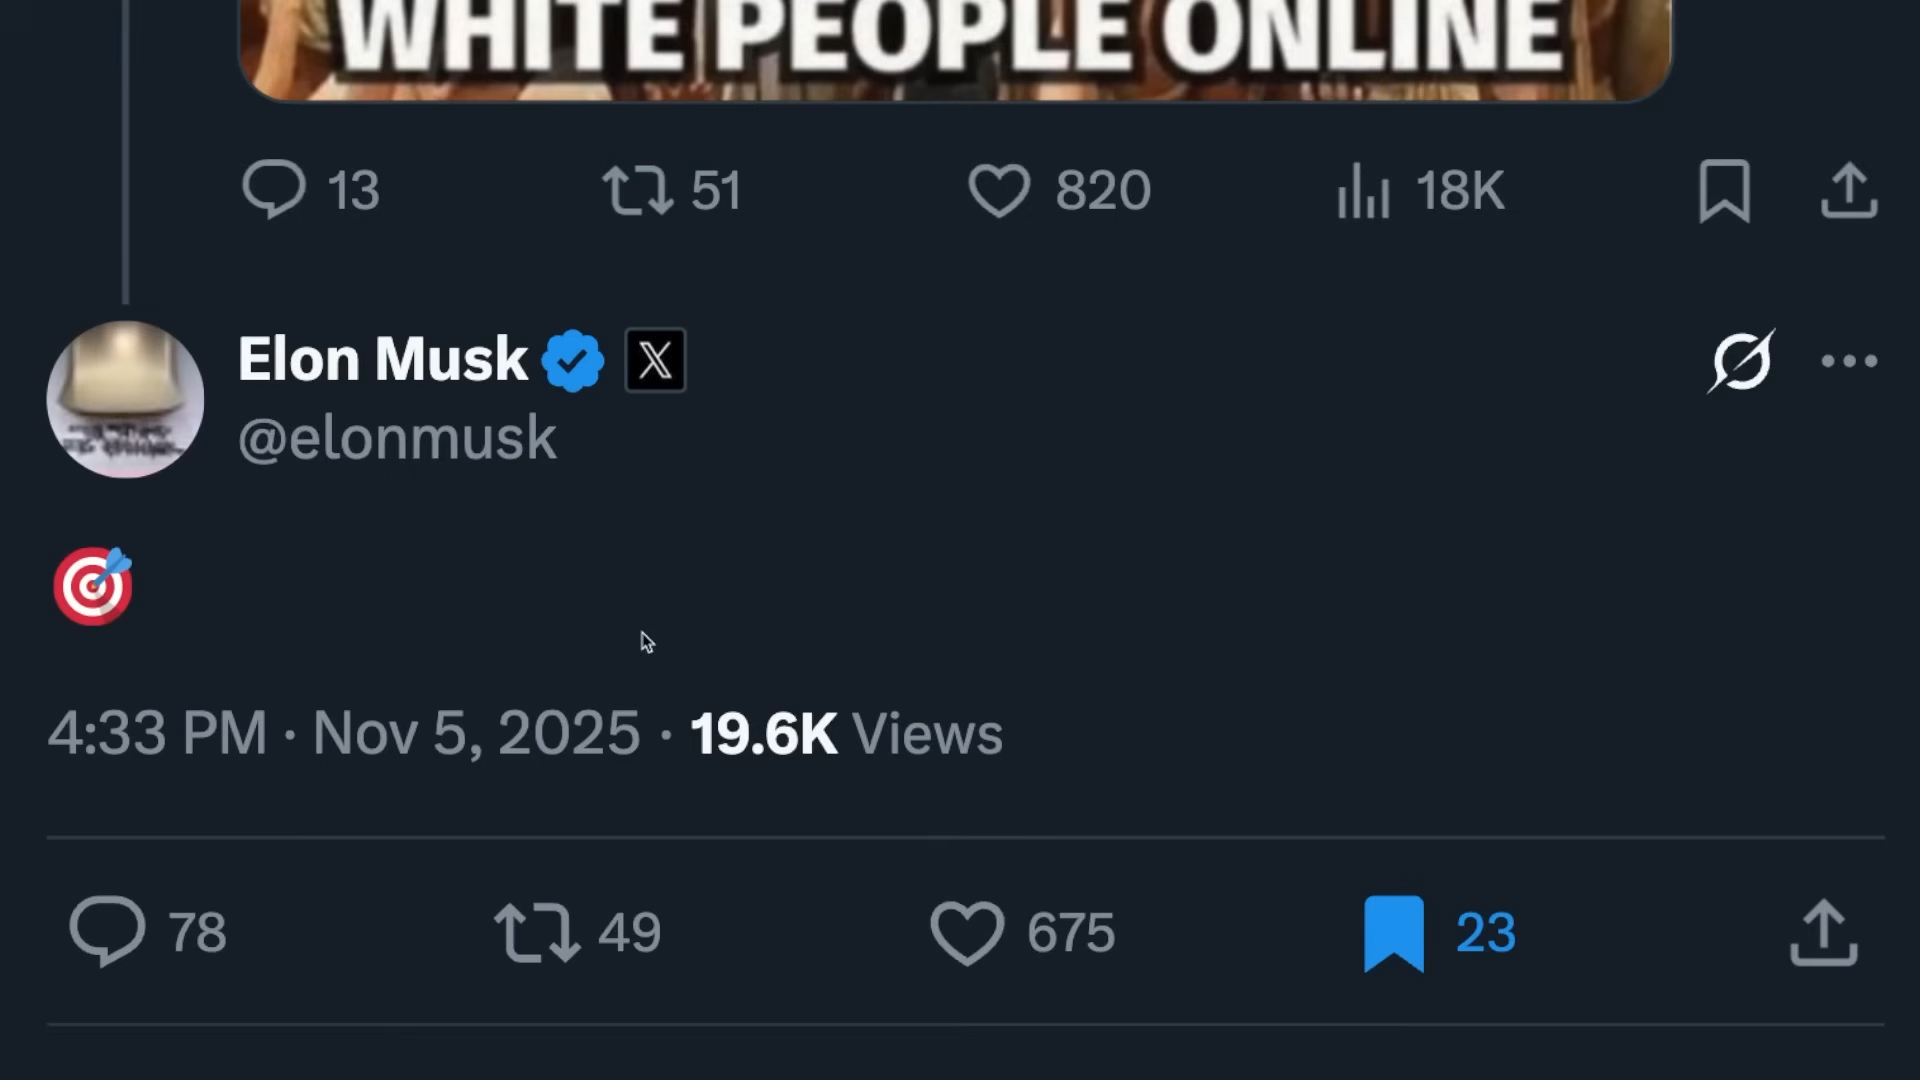 WHITE PEOPLE ONLINE
13 51 820 18K
Elon Musk
@elonmusk
4:33 PM · Nov 5, 2025 · 19.6K Views
78 49 675 23